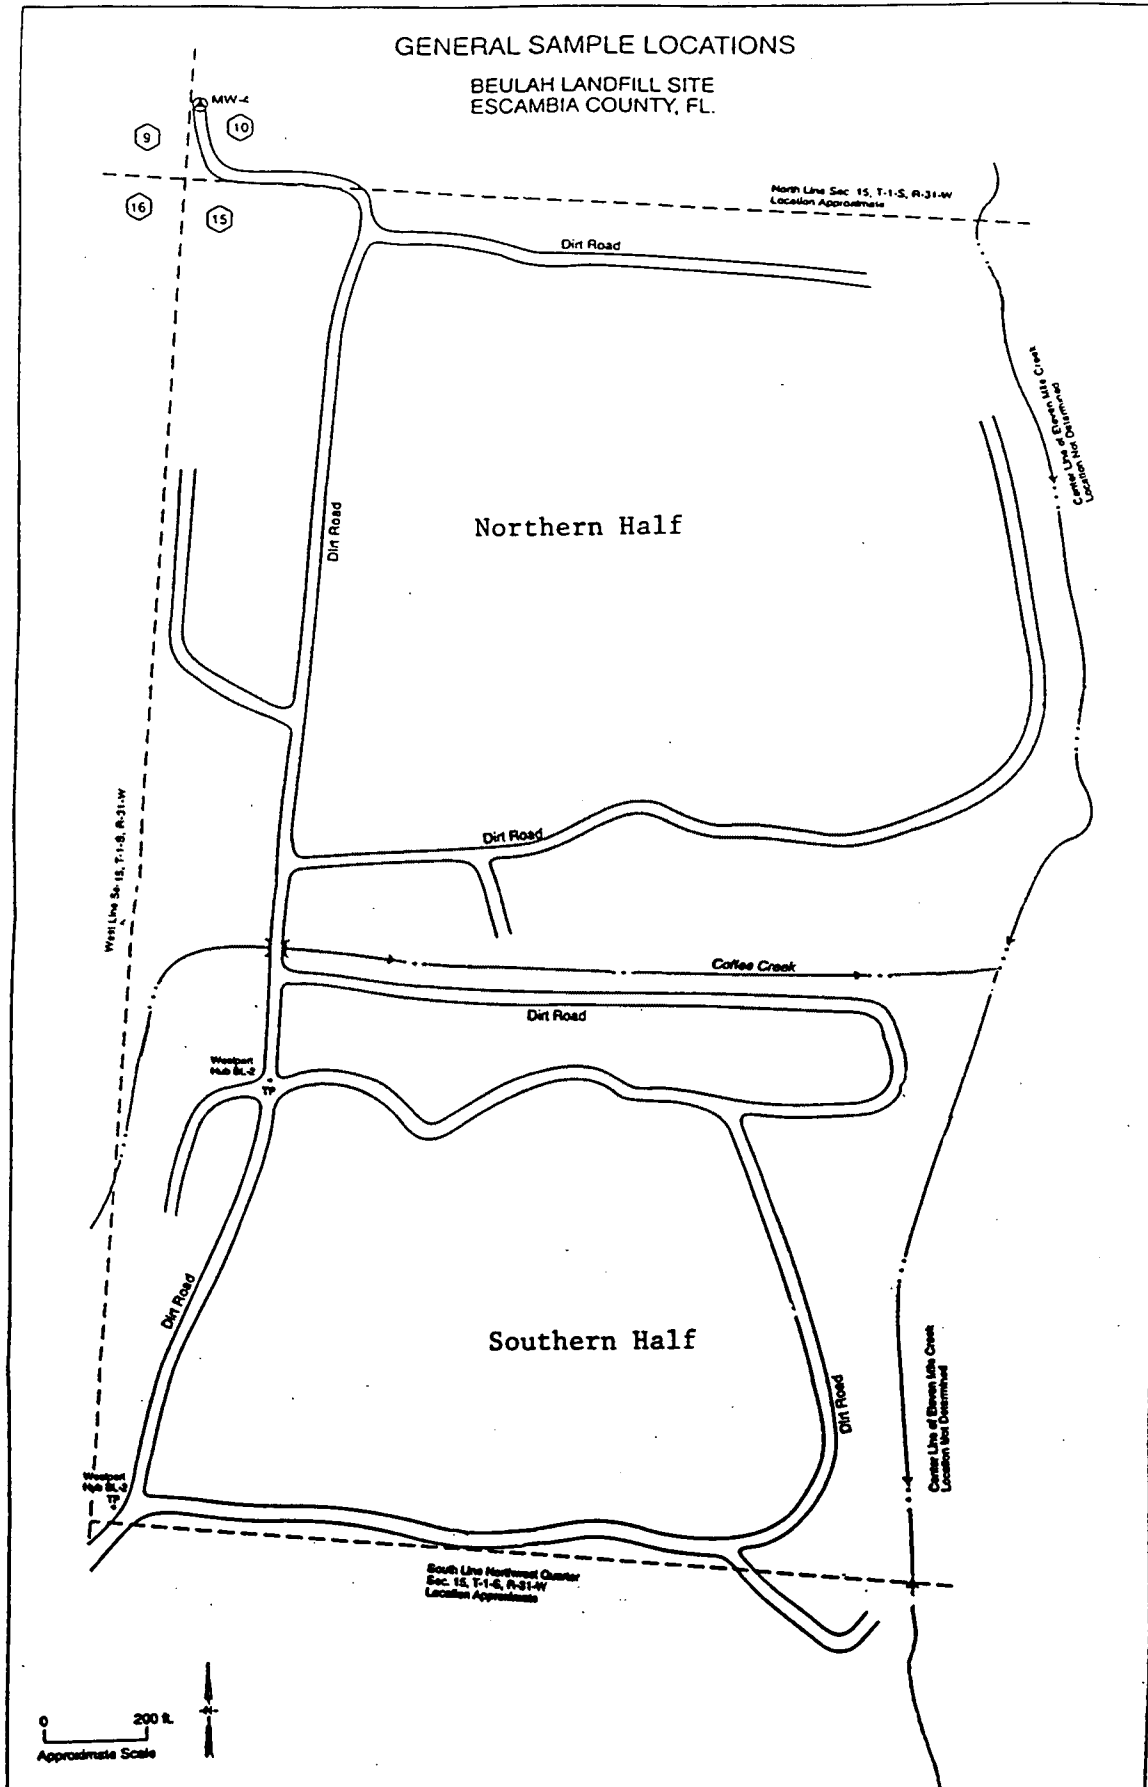 GENERAL SAMPLE LOCATIONS
BEULAH LANDFILL SITE
ESCAMBIA COUNTY, FL.
MW-4
9
10
16
15
North Line Sec. 15, T-1-S, R-31-W
Location Approximate
Dirt Road
Center Line of Eleven Mile Creek
Location Not Determined
Dirt Road
Northern Half
West Line Se 15, T-1-S, R-31-W
Dirt Road
Coffee Creek
Dirt Road
Westport
Hub BL-2
TP
Dirt Road
Southern Half
Dirt Road
Center Line of Eleven Mile Creek
Location Not Determined
Westport
Hub BL-3
TP
South Line Northwest Quarter
Sec. 15, T-1-S, R-31-W
Location Approximate
0 200 ft.
N
Approximate Scale